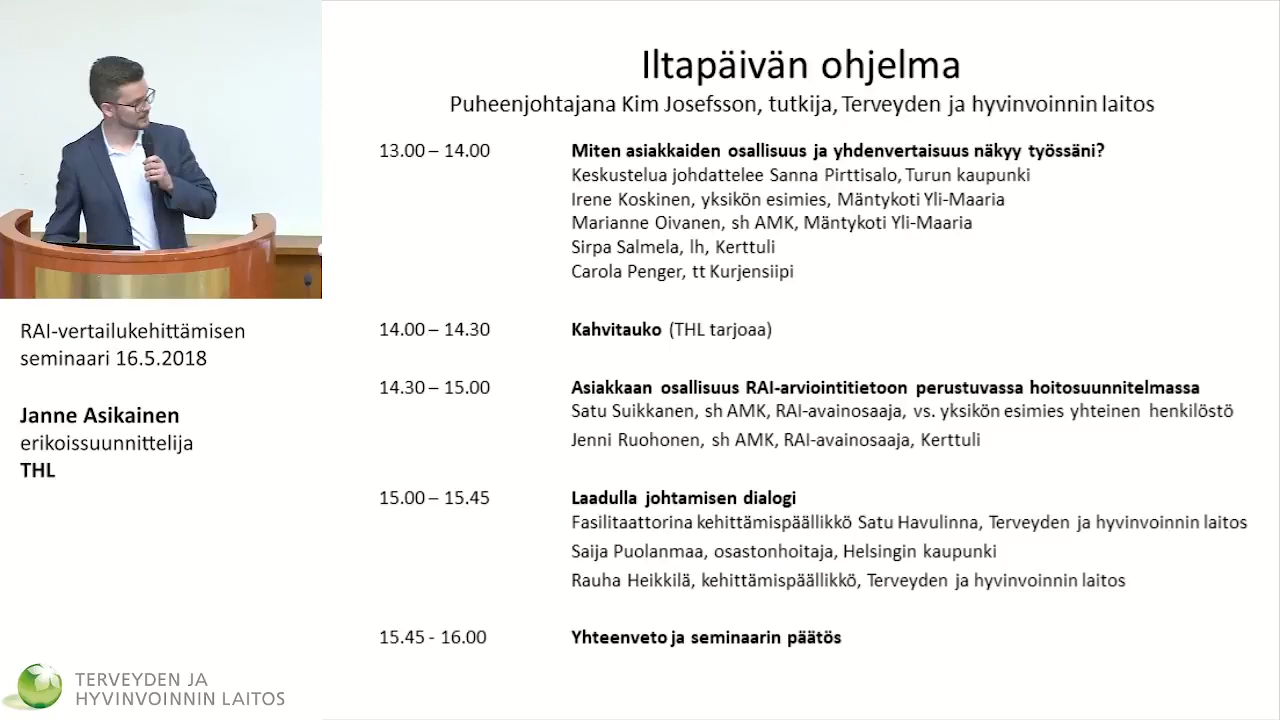 Iltapäivän ohjelma
Puheenjohtajana Kim Josefsson, tutkija, Terveyden ja hyvinvoinnin laitos
13.00 – 14.00 Miten asiakkaiden osallisuus ja yhdenvertaisuus näkyy työssäni?
Keskustelua johdattelee Sanna Pirttisalo, Turun kaupunki
Irene Koskinen, yksikön esimies, Mäntykoti Yli-Maaria
Marianne Oivanen, sh AMK, Mäntykoti Yli-Maaria
Sirpa Salmela, lh, Kerttuli
Carola Penger, tt Kurjensiipi
14.00 – 14.30 Kahvitauko (THL tarjoaa)
14.30 – 15.00 Asiakkaan osallisuus RAI-arviointitietoon perustuvassa hoitosuunnitelmassa
Satu Suikkanen, sh AMK, RAI-avainosaaja, vs. yksikön esimies yhteinen henkilöstö
Jenni Ruohonen, sh AMK, RAI-avainosaaja, Kerttuli
15.00 – 15.45 Laadulla johtamisen dialogi
Fasilitaattorina kehittämispäällikkö Satu Havulinna, Terveyden ja hyvinvoinnin laitos
Saija Puolanmaa, osastonhoitaja, Helsingin kaupunki
Rauha Heikkilä, kehittämispäällikkö, Terveyden ja hyvinvoinnin laitos
15.45 - 16.00 Yhteenveto ja seminaarin päätös
RAI-vertailukehittämisen
seminaari 16.5.2018
Janne Asikainen
erikoissuunnittelija
THL
TERVEYDEN JA
HYVINVOINNIN LAITOS